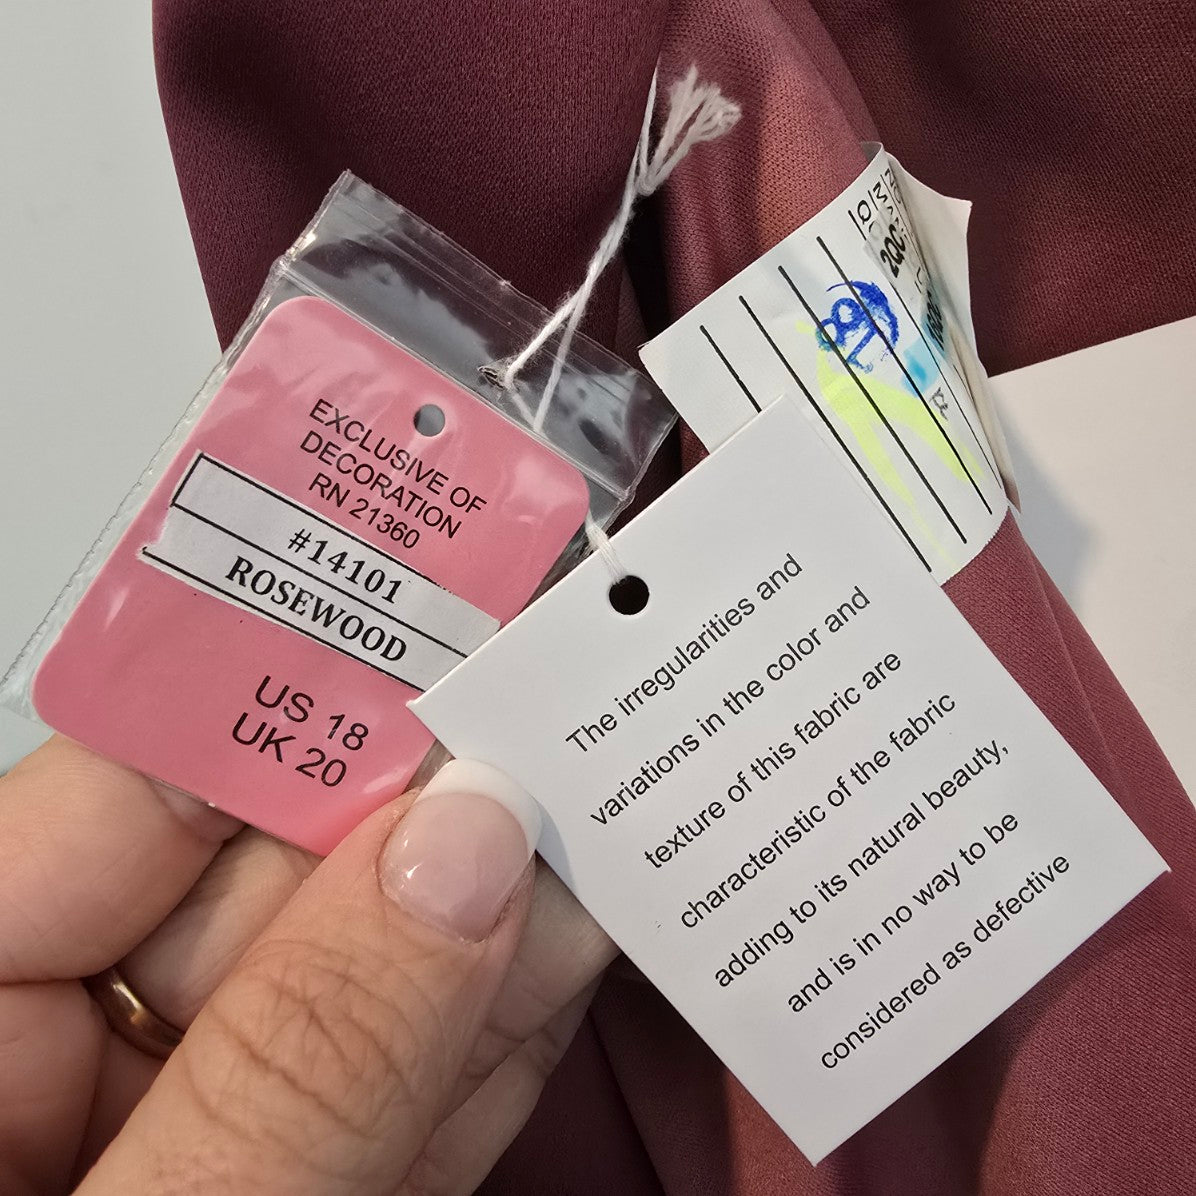 EXCLUSIVE OF
DECORATION
RN 21360
#14101
ROSEWOOD
US 18
UK 20
The irregularities and
variations in the color and
texture of this fabric are
characteristic of the fabric
adding to its natural beauty,
and is in no way to be
considered as defective
2QC